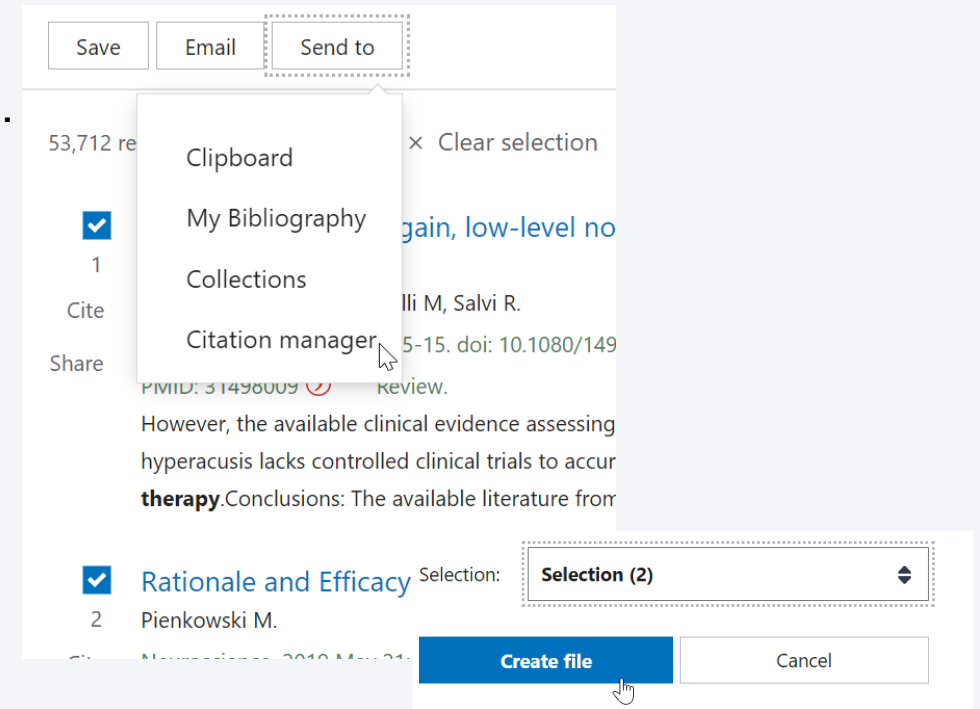 Save Email Send to
53,712 re
× Clear selection
Clipboard
My Bibliography
Collections
Citation manager
gain, low-level no
1
Cite
lli M, Salvi R.
5-15. doi: 10.1080/149
Share
PMID: 31498009 Review.
However, the available clinical evidence assessing
hyperacusis lacks controlled clinical trials to accur
therapy.Conclusions: The available literature from
Rationale and Efficacy
2
Pienkowski M.
Selection: Selection (2)
Create file Cancel